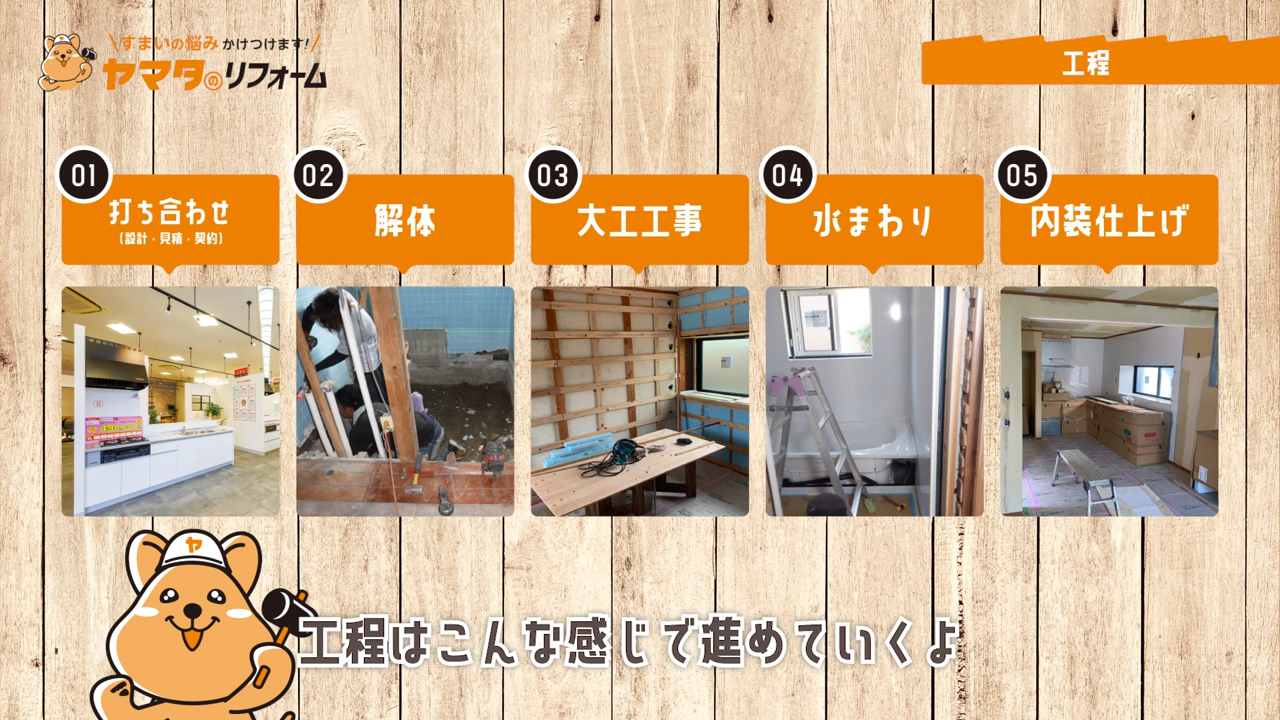 すまいの悩みかけつけます!
ヤマタのリフォーム
工程
01
打ち合わせ
(設計・見積・契約)
02
解体
03
大工工事
04
水まわり
05
内装仕上げ
ヤ
工程はこんな感じで進めていくよ